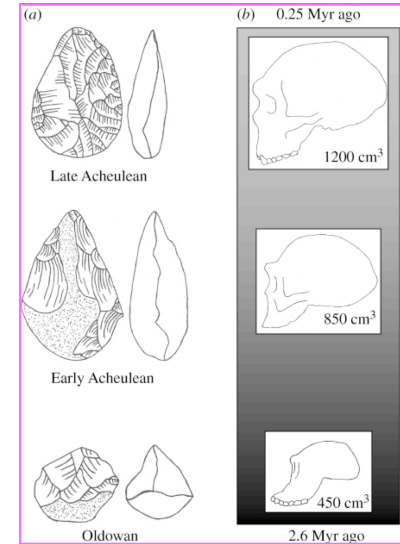 (a)
(b) 0.25 Myr ago
1200 cm³
Late Acheulean
850 cm³
Early Acheulean
450 cm³
Oldowan
2.6 Myr ago